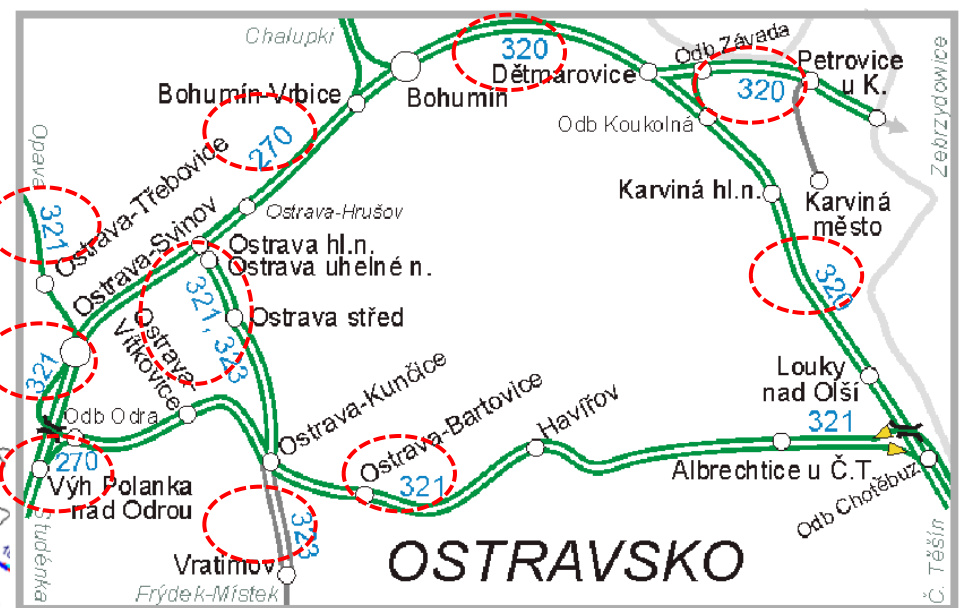 Chalupki
320
Odb Závada
Petrovice
u K.
Dětmarovice
320
Bohumín
Bohumín-Vrbice
Zebrzydowice
270
Odb Koukolná
Opava
Ostrava-Třebovice
Karviná hl.n.
Karviná
město
Ostrava-Svinov
Ostrava-Hrušov
321
Ostrava hl.n.
Ostrava uhelné n.
320
321, 323
Ostrava střed
Ostrava
Vítkovice
321
Louky
nad Olší
Odb Odra
Ostrava-Kunčice
Ostrava-Bartovice
Havířov
321
270
321
Albrechtice u Č.T.
Odb Chotěbuz
Výh Polanka
nad Odrou
323
Studénka
Vratimov
OSTRAVSKO
Frýdek-Místek
Č. Těšín